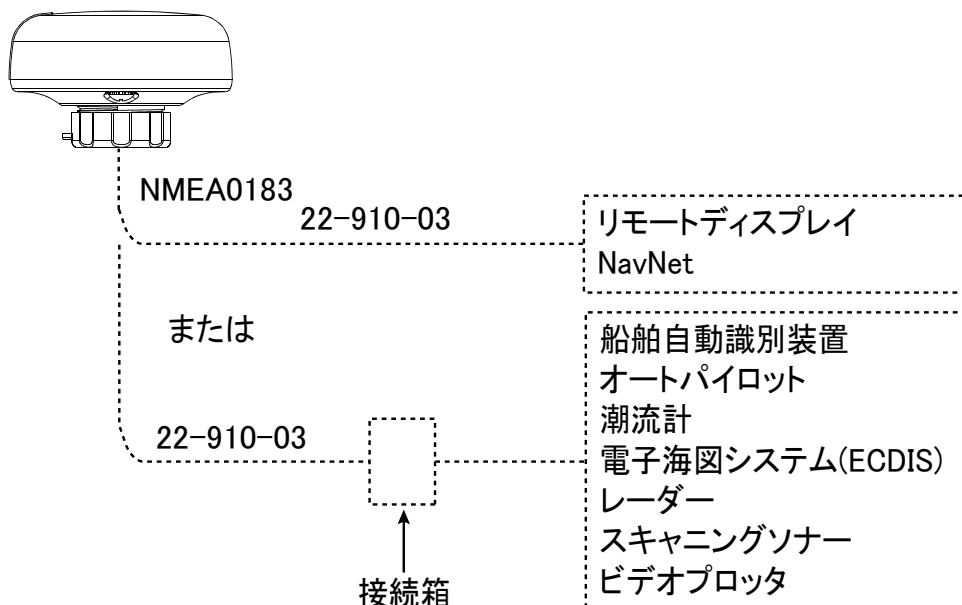 NMEA0183
22-910-03
リモートディスプレイ
NavNet
または
船舶自動識別装置
オートパイロット
潮流計
22-910-03
電子海図システム(ECDIS)
レーダー
スキャニングソナー
ビデオプロッタ
接続箱